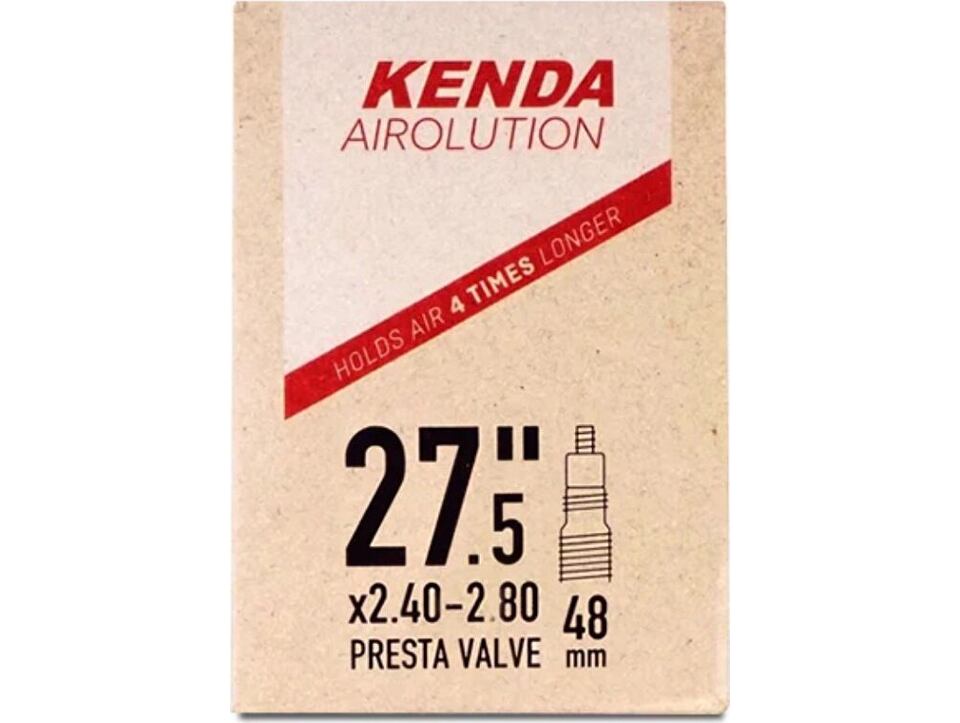 KENDA
AIROLUTION
HOLDS AIR 4 TIMES LONGER
27.5"
x2.40-2.80
PRESTA VALVE
48
mm